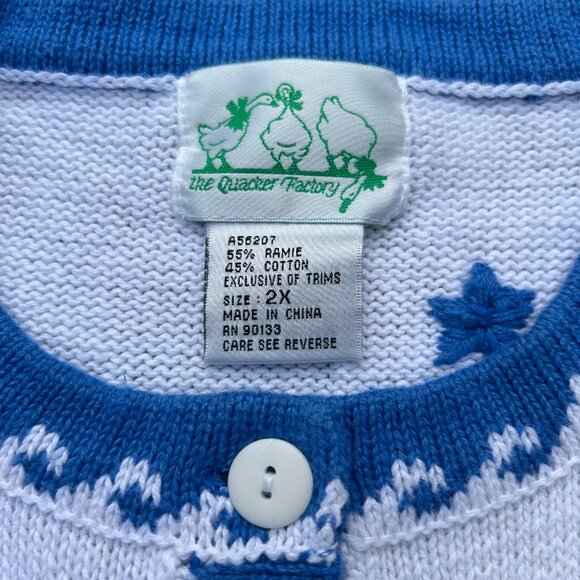 the Quacker Factory
A56207
55% RAMIE
45% COTTON
EXCLUSIVE OF TRIMS
SIZE : 2X
MADE IN CHINA
RN 90133
CARE SEE REVERSE